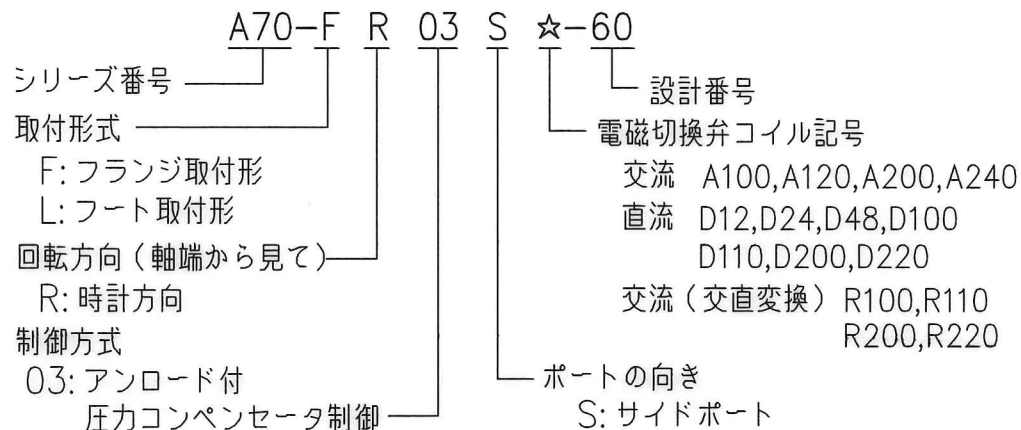 A70-F R 03 S ☆-60
シリーズ番号
設計番号
取付形式
電磁切換弁コイル記号
F:フランジ取付形
交流 A100,A120,A200,A240
L:フート取付形
直流 D12,D24,D48,D100
D110,D200,D220
回転方向(軸端から見て)
R:時計方向
交流(交直変換) R100,R110
R200,R220
制御方式
03:アンロード付
圧力コンペンセータ制御
ポートの向き
S:サイドポート